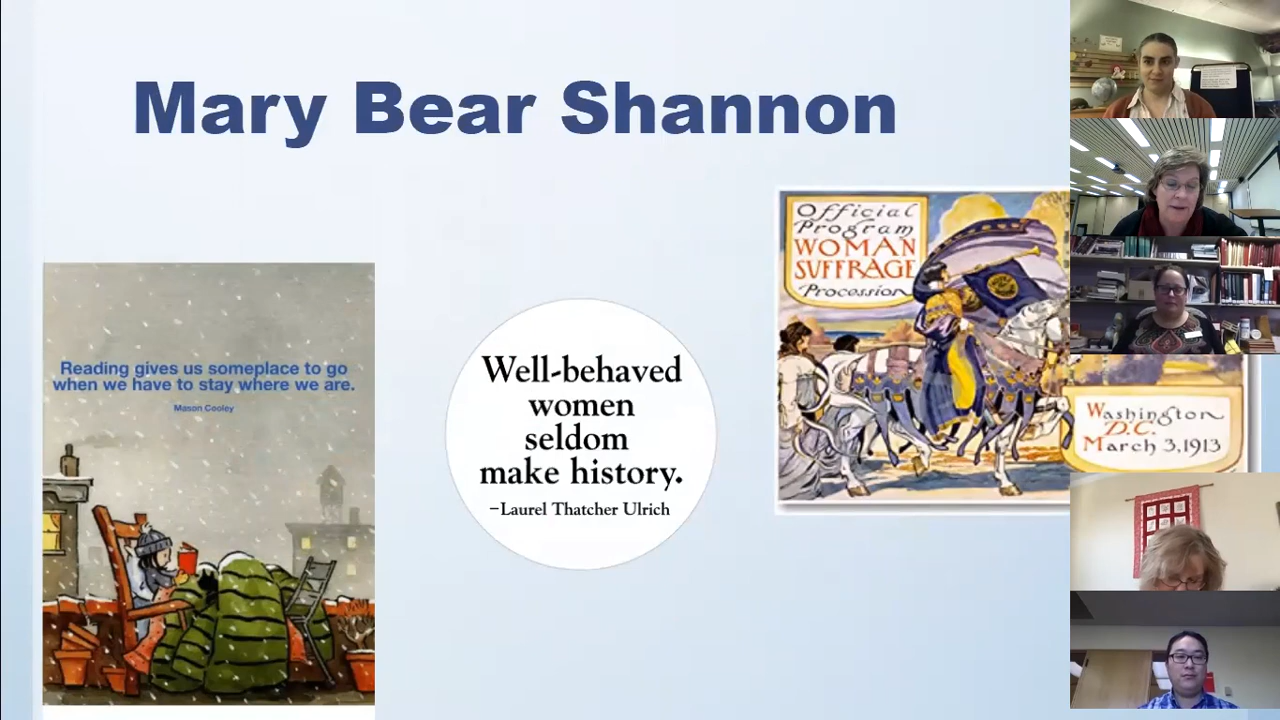 Mary Bear Shannon
Reading gives us someplace to go
when we have to stay where we are.
Mason Cooley
Well-behaved
women
seldom
make history.
–Laurel Thatcher Ulrich
Official
Program
WOMAN
SUFFRAGE
Procession
Washington
D.C.
March 3, 1913